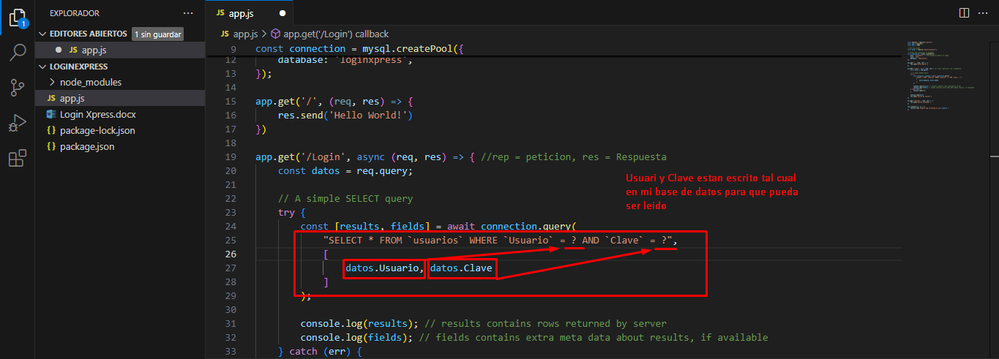 EXPLORADOR
EDITORES ABIERTOS 1 sin guardar
JS app.js
LOGINEXPRESS
node_modules
JS app.js
Login Xpress.docx
{} package-lock.json
{} package.json
1
JS app.js
JS app.js > app.get('/Login') callback
9 const connection = mysql.createPool({
12 database: 'loginxpress',
13 });
14
15 app.get('/', (req, res) => {
16 res.send('Hello World!')
17 })
18
19 app.get('/Login', async (req, res) => { //rep = peticion, res = Respuesta
20 const datos = req.query;
21
Usuari y Clave estan escrito tal cual
en mi base de datos para que pueda
ser leido
22 // A simple SELECT query
23 try {
24 const [results, fields] = await connection.query(
25 "SELECT * FROM `usuarios` WHERE `Usuario` = ? AND `Clave` = ?",
26 [
27 datos.Usuario, datos.Clave
28 ]
29 );
30
31 console.log(results); // results contains rows returned by server
32 console.log(fields); // fields contains extra meta data about results, if available
33 } catch (err) {